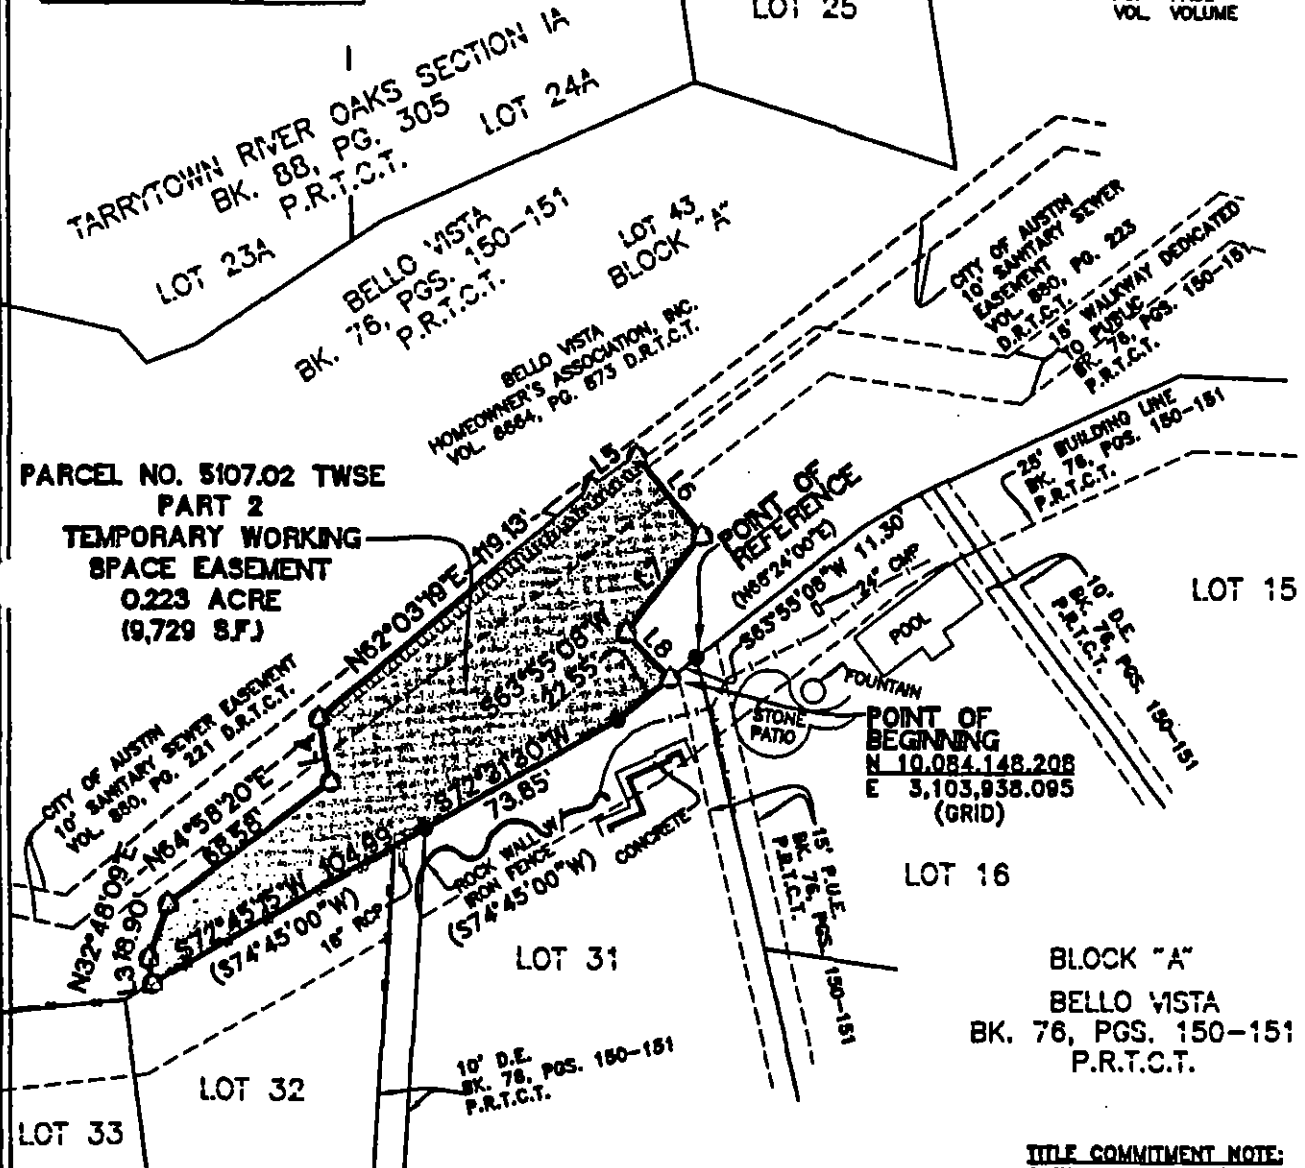 LOT 25
VOL. VOLUME
TARRYTOWN RIVER OAKS SECTION 1A
BK. 88, PG. 305
P.R.T.C.T.
LOT 24A
LOT 23A
BELLO VISTA
76, PGS. 150-151
BK.
P.R.T.C.T.
LOT 43
BLOCK "A"
BELLO VISTA
HOMEOWNER'S ASSOCIATION, INC.
VOL. 8664, PG. 873 D.R.T.C.T.
CITY OF AUSTIN
10' SANITARY SEWER
EASEMENT
VOL. 880, PG. 223
D.R.T.C.T.
15' WALKWAY DEDICATED
TO PUBLIC
BK. 76, PGS. 150-151
P.R.T.C.T.
25' BUILDING LINE
BK. 76, PGS. 150-151
P.R.T.C.T.
PARCEL NO. 5107.02 TWSE
PART 2
TEMPORARY WORKING
SPACE EASEMENT
0.223 ACRE
(9,729 S.F.)
L5
L6
L7
L8
N62°03'19"E 119.13'
POINT OF
REFERENCE
(N66°24'00"E)
S63°55'08"W 11.30'
24" CMP
POOL
FOUNTAIN
STONE
PATIO
LOT 15
10' D.E.
BK. 76, PGS. 150-151
P.R.T.C.T.
S63°55'08"W
22.55'
POINT OF
BEGINNING
N 10,084,148.208
E 3,103,938.095
(GRID)
CITY OF AUSTIN
10' SANITARY SEWER EASEMENT
VOL. 880, PG. 221 D.R.T.C.T.
N64°58'20"E
68.58'
S72°31'30"W
73.85'
N32°48'09"E
18.90'
L3
S72°45'15"W 104.99'
(S74°45'00"W)
18" RCP
ROCK WALL W/
IRON FENCE
(S74°45'00"W)
CONCRETE
15' P.U.E.
BK. 76, PGS. 150-151
P.R.T.C.T.
LOT 16
LOT 31
BLOCK "A"
BELLO VISTA
BK. 76, PGS. 150-151
P.R.T.C.T.
10' D.E.
BK. 76, PGS. 150-151
P.R.T.C.T.
LOT 32
LOT 33
TITLE COMMITMENT NOTE: